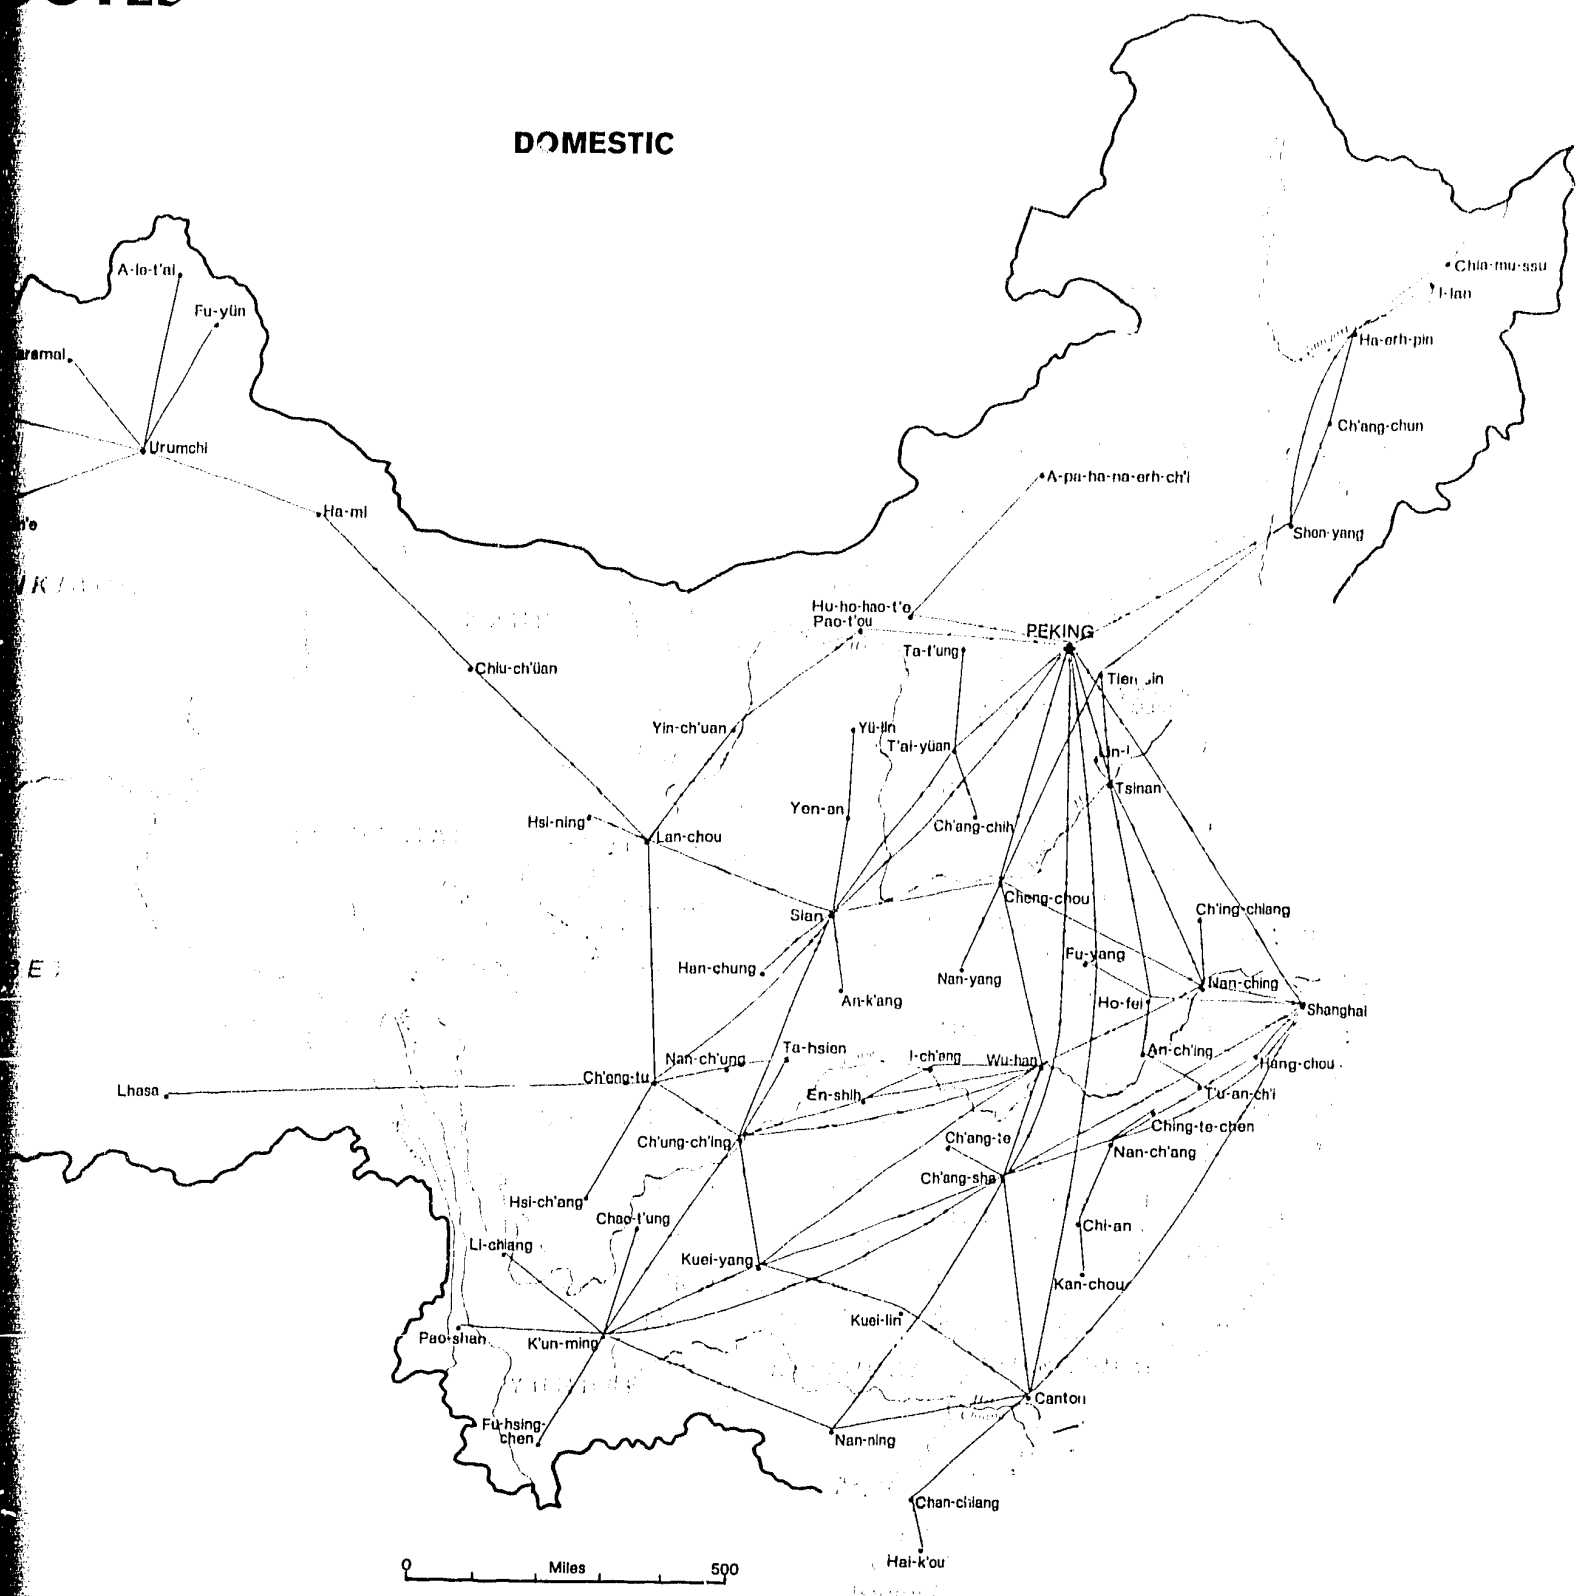 DOMESTIC
A-le-t'ai
Fu-yün
Urumchi
Ha-mi
Chia-mu-ssu
I-lan
Ha-erh-pin
Ch'ang-chun
A-pa-ha-na-erh-ch'i
Shen-yang
Hu-ho-hao-t'e
Pao-t'ou
PEKING
Ta-t'ung
Chiu-ch'üan
Yin-ch'uan
Yü-lin
T'ai-yüan
Lin-i
Tsinan
Yen-an
Ch'ang-chih
Hsi-ning
Lan-chou
Cheng-chou
Sian
Ch'ing-chiang
Han-chung
Nan-yang
Fu-yang
Nan-ching
An-k'ang
Ho-fei
Shanghai
Nan-ch'ung
Ta-hsien
I-ch'ang
Wu-han
An-ch'ing
Hang-chou
Lhasa
Ch'eng-tu
En-shih
T'u-an-ch'i
Ching-te-chen
Ch'ung-ch'ing
Ch'ang-te
Nan-ch'ang
Ch'ang-sha
Hsi-ch'ang
Chao-t'ung
Chi-an
Li-chiang
Kuei-yang
Kan-chou
Kuei-lin
Pao-shan
K'un-ming
Canton
Fu-hsing-
chen
Nan-ning
Chan-chiang
Hai-k'ou
0 Miles 500